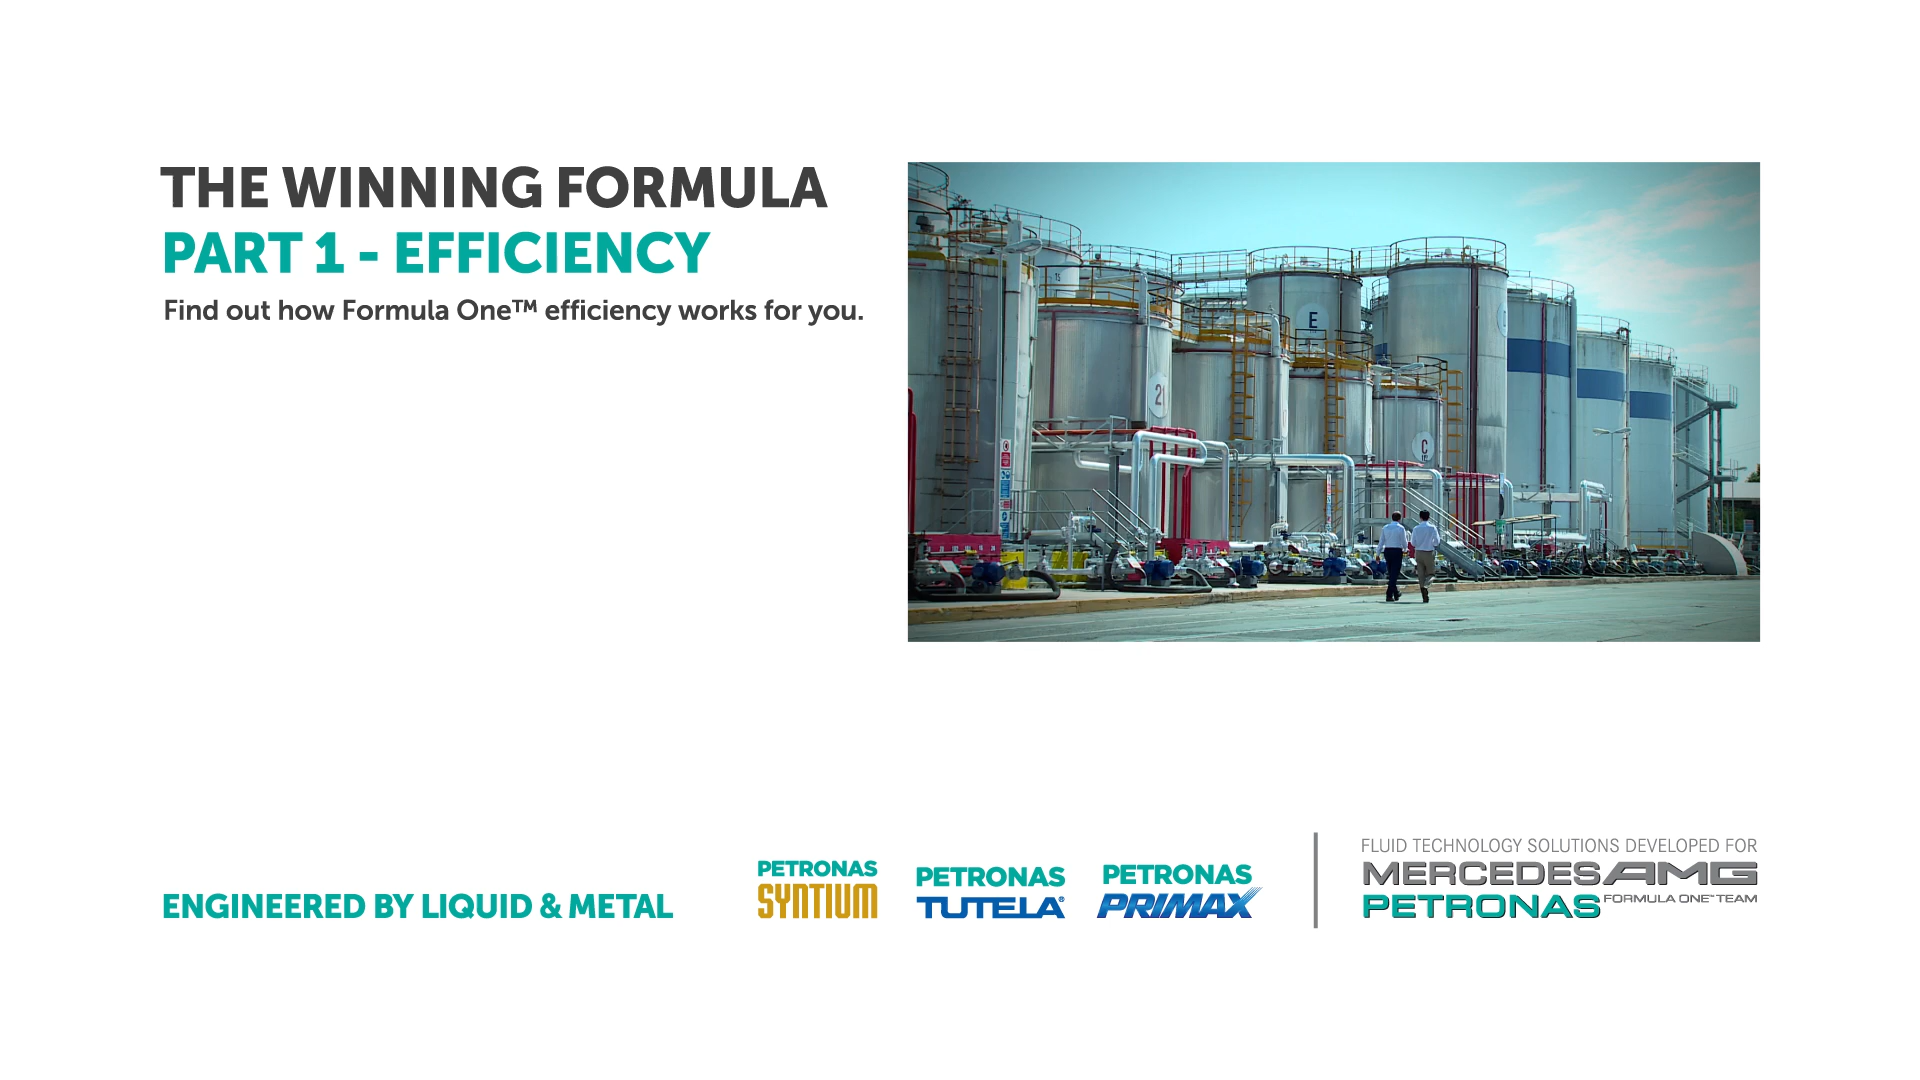 THE WINNING FORMULA
PART 1 - EFFICIENCY
Find out how Formula One™ efficiency works for you.
E
21
C
ENGINEERED BY LIQUID & METAL
PETRONAS
SYNTIUM
PETRONAS
TUTELA®
PETRONAS
PRIMAX
FLUID TECHNOLOGY SOLUTIONS DEVELOPED FOR
MERCEDES AMG
PETRONAS FORMULA ONE™ TEAM